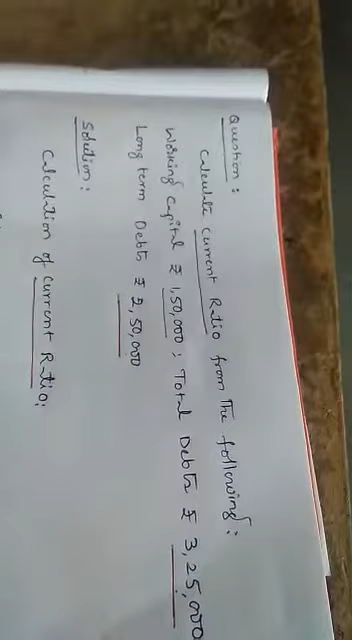 Question:
Calculate Current Ratio from the following:
Working Capital ₹ 1,50,000; Total Debts ₹ 3,25,000
Long term Debts ₹ 2,50,000
Solution:
Calculation of Current Ratio: